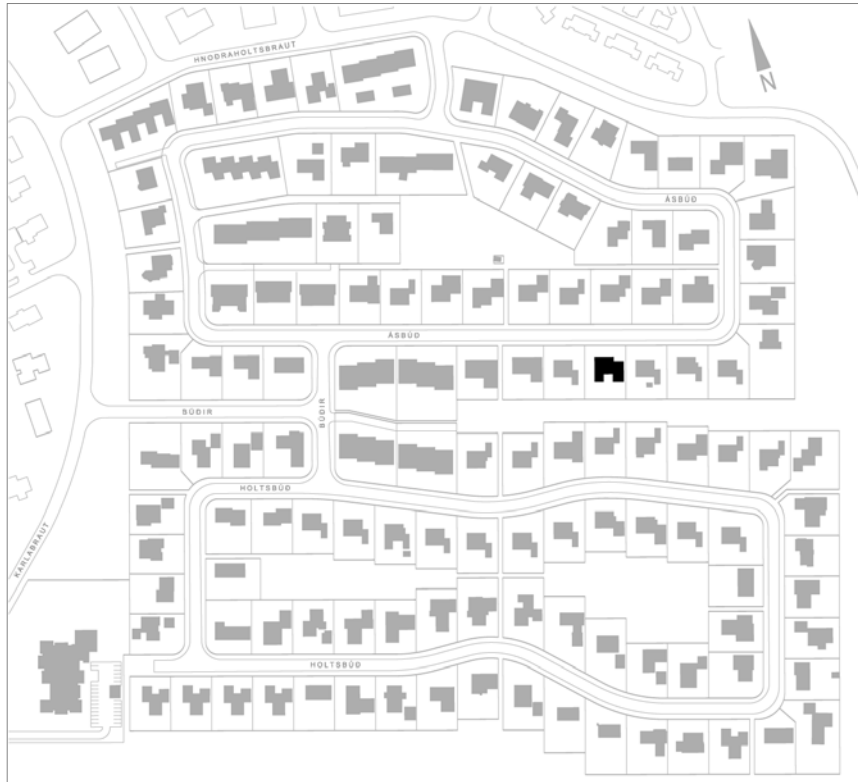 HNOÐRAHOLTSBRAUT
N
ÁSBÚÐ
ÁSBÚÐ
BÚÐIR
BÚÐIR
HOLTSBÚÐ
KARLABRAUT
HOLTSBÚÐ